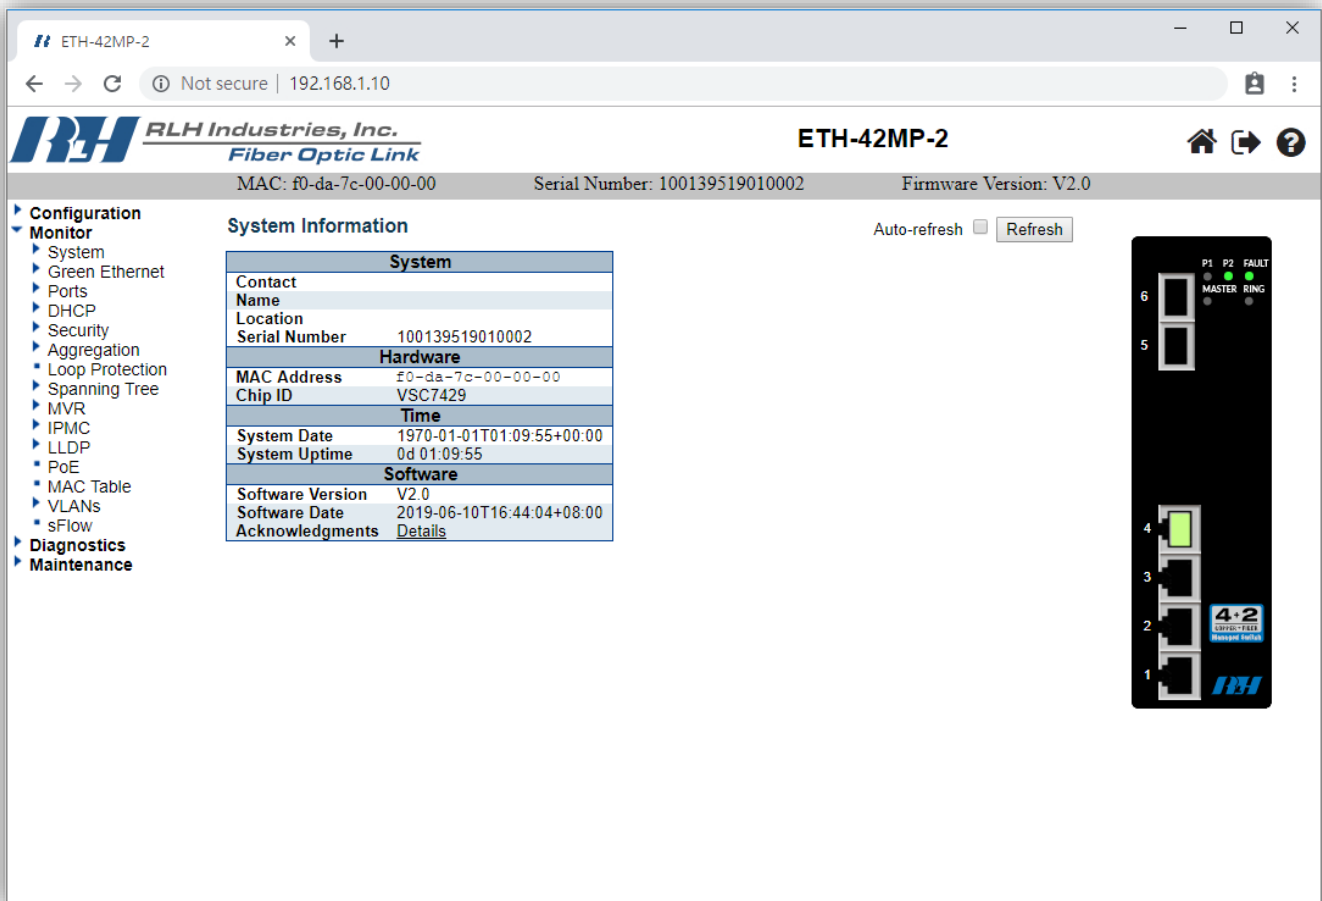 ETH-42MP-2
Not secure | 192.168.1.10
RLH
RLH Industries, Inc.
Fiber Optic Link
ETH-42MP-2
MAC: f0-da-7c-00-00-00 Serial Number: 100139519010002 Firmware Version: V2.0
Configuration
Monitor
System
Green Ethernet
Ports
DHCP
Security
Aggregation
Loop Protection
Spanning Tree
MVR
IPMC
LLDP
PoE
MAC Table
VLANs
sFlow
Diagnostics
Maintenance
System Information
Auto-refresh Refresh
System
Contact
Name
Location
Serial Number 100139519010002
Hardware
MAC Address f0-da-7c-00-00-00
Chip ID VSC7429
Time
System Date 1970-01-01T01:09:55+00:00
System Uptime 0d 01:09:55
Software
Software Version V2.0
Software Date 2019-06-10T16:44:04+08:00
Acknowledgments Details
P1 P2 FAULT
MASTER RING
6
5
4
3
2
1
4+2
COPPER + FIBER
Managed Switch
RLH